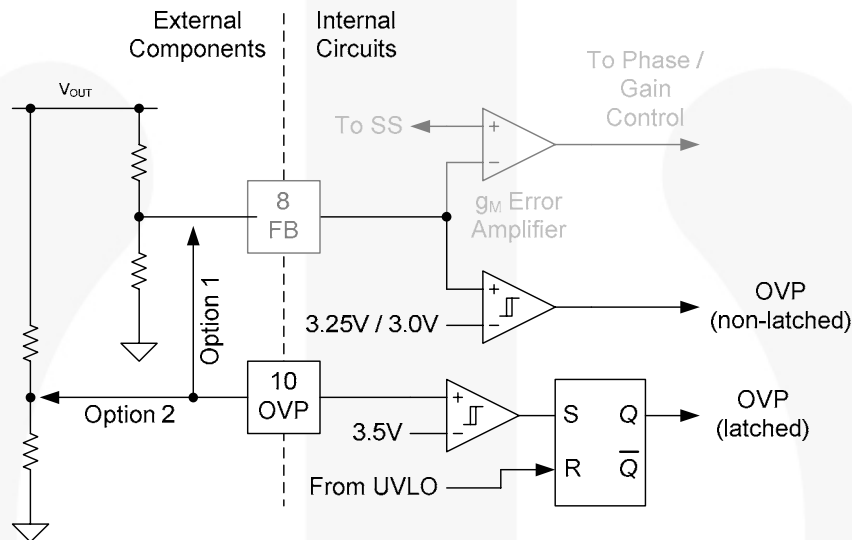 External
Components
Internal
Circuits
VOUT
To SS
+
−
To Phase /
Gain
Control
8
FB
gM Error
Amplifier
Option 1
+
−
3.25V / 3.0V
OVP
(non-latched)
10
OVP
Option 2
+
−
3.5V
S
Q
R
Q̅
OVP
(latched)
From UVLO